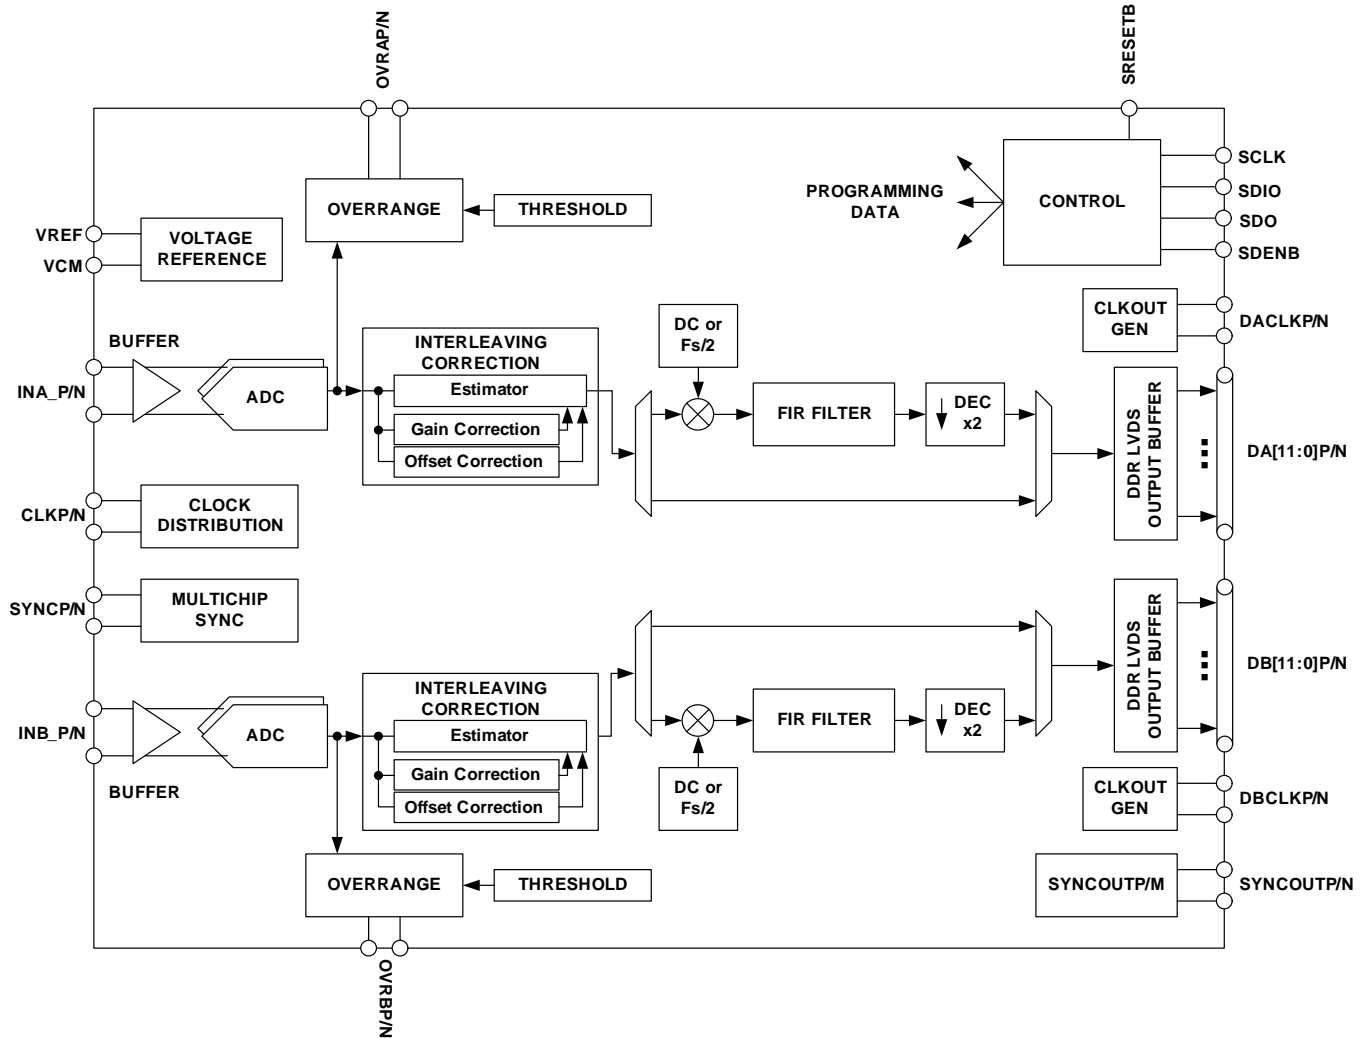 OVRAP/N
SRESETB
OVERRANGE
THRESHOLD
PROGRAMMING
DATA
CONTROL
SCLK
SDIO
SDO
SDENB
VREF
VCM
VOLTAGE
REFERENCE
CLKOUT
GEN
DACLKP/N
BUFFER
INA_P/N
ADC
INTERLEAVING
CORRECTION
Estimator
Gain Correction
Offset Correction
DC or
Fs/2
FIR FILTER
DEC
x2
DDR LVDS
OUTPUT BUFFER
DA[11:0]P/N
CLKP/N
CLOCK
DISTRIBUTION
SYNCP/N
MULTICHIP
SYNC
INB_P/N
BUFFER
ADC
INTERLEAVING
CORRECTION
Estimator
Gain Correction
Offset Correction
DC or
Fs/2
FIR FILTER
DEC
x2
DDR LVDS
OUTPUT BUFFER
DB[11:0]P/N
CLKOUT
GEN
DBCLKP/N
OVERRANGE
THRESHOLD
SYNCOUTP/M
SYNCOUTP/N
OVRBP/N